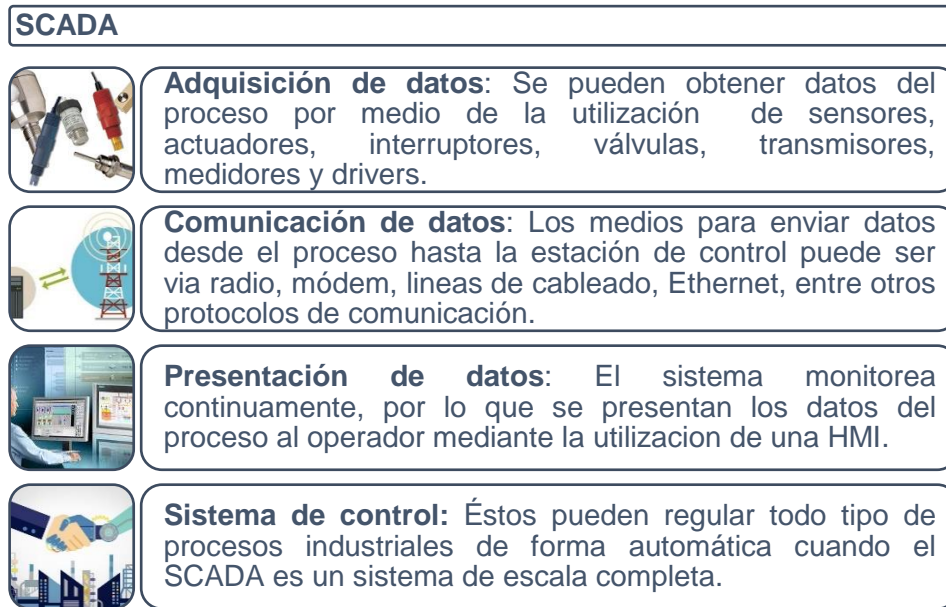 SCADA
Adquisición de datos: Se pueden obtener datos del
proceso por medio de la utilización de sensores,
actuadores, interruptores, válvulas, transmisores,
medidores y drivers.
Comunicación de datos: Los medios para enviar datos
desde el proceso hasta la estación de control puede ser
via radio, módem, lineas de cableado, Ethernet, entre otros
protocolos de comunicación.
Presentación de datos: El sistema monitorea
continuamente, por lo que se presentan los datos del
proceso al operador mediante la utilizacion de una HMI.
Sistema de control: Éstos pueden regular todo tipo de
procesos industriales de forma automática cuando el
SCADA es un sistema de escala completa.